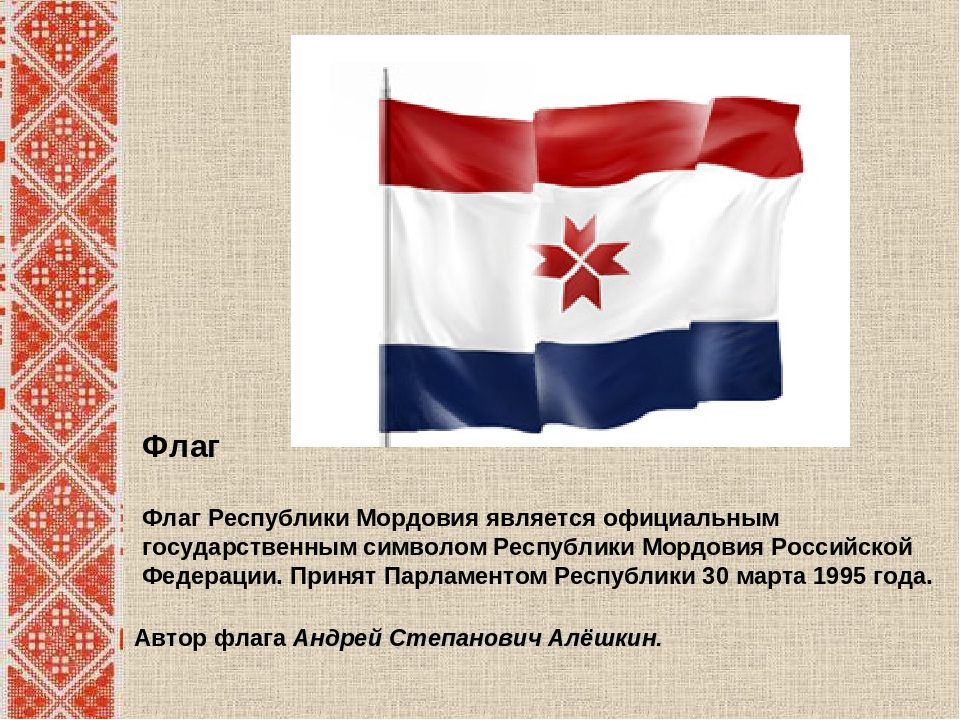 Флаг
Флаг Республики Мордовия является официальным
государственным символом Республики Мордовия Российской
Федерации. Принят Парламентом Республики 30 марта 1995 года.
Автор флага Андрей Степанович Алёшкин.